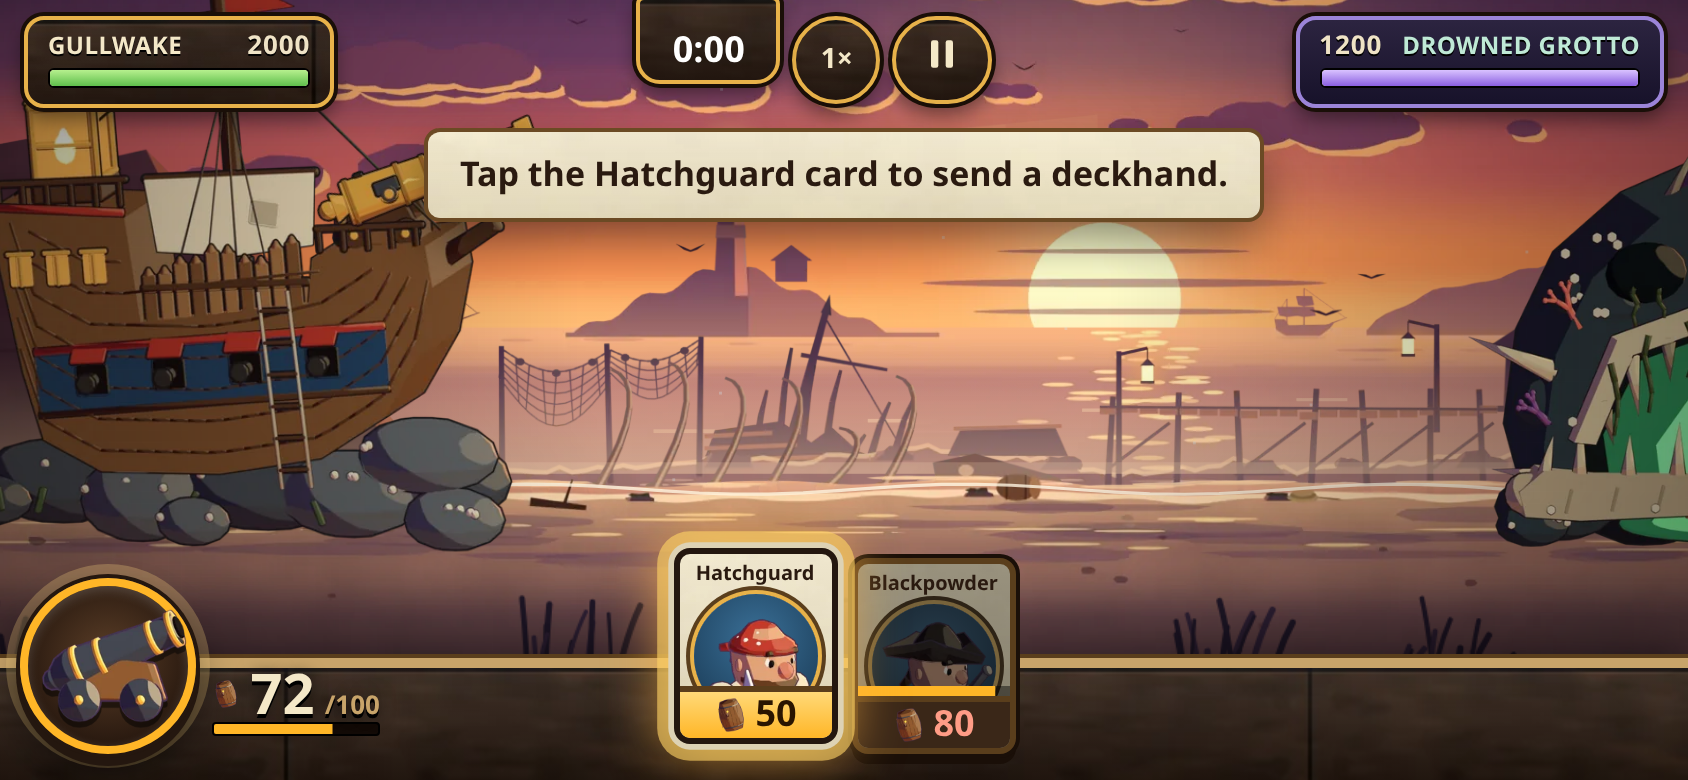 GULLWAKE 2000
0:00
1×
1200 DROWNED GROTTO
Tap the Hatchguard card to send a deckhand.
Hatchguard
50
Blackpowder
80
72 /100